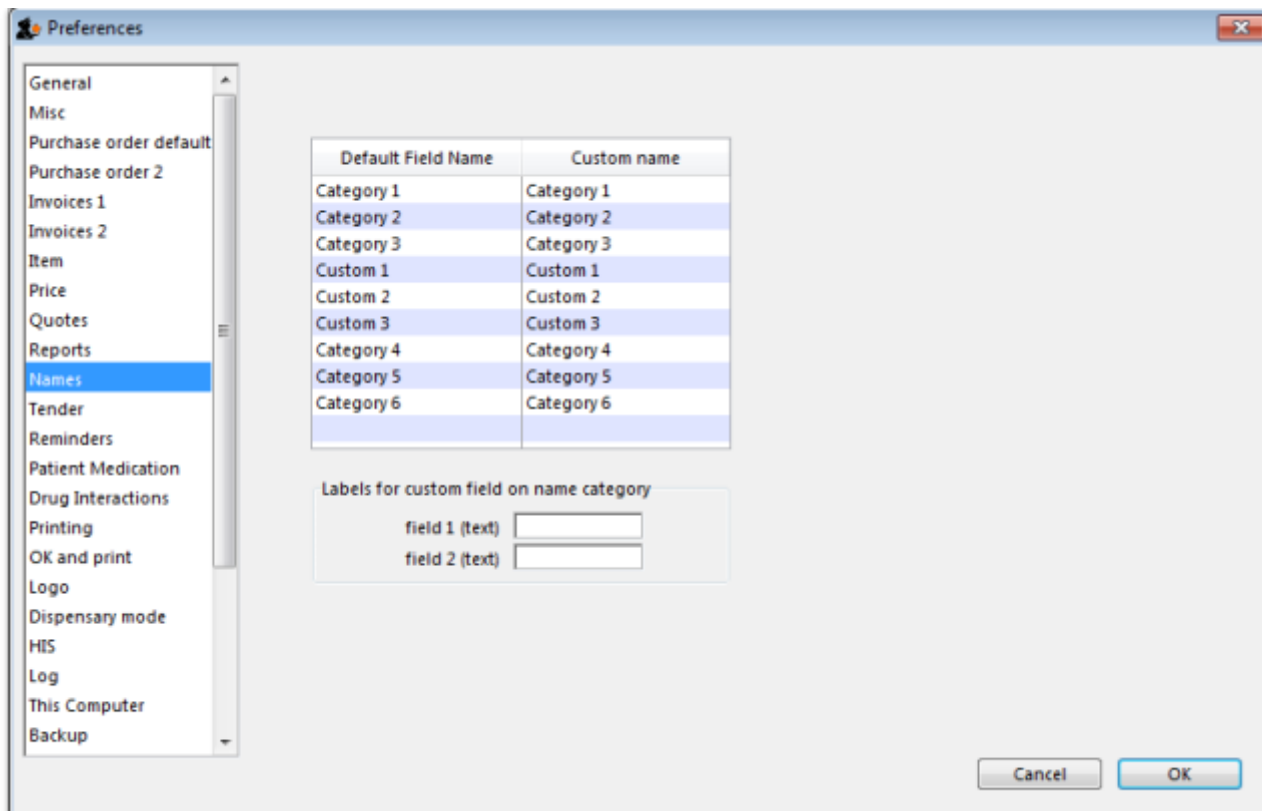 Preferences
General
Misc
Purchase order default
Purchase order 2
Invoices 1
Invoices 2
Item
Price
Quotes
Reports
Names
Tender
Reminders
Patient Medication
Drug Interactions
Printing
OK and print
Logo
Dispensary mode
HIS
Log
This Computer
Backup
Default Field Name Custom name
Category 1 Category 1
Category 2 Category 2
Category 3 Category 3
Custom 1 Custom 1
Custom 2 Custom 2
Custom 3 Custom 3
Category 4 Category 4
Category 5 Category 5
Category 6 Category 6
Labels for custom field on name category
field 1 (text)
field 2 (text)
Cancel OK